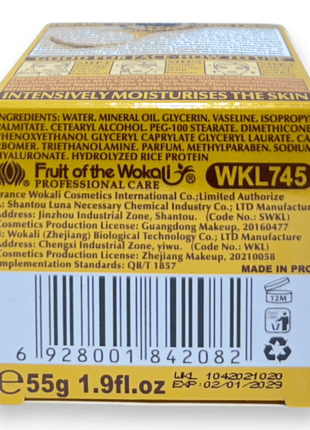 INTENSIVELY MOISTURISES THE SKIN
INGREDIENTS: WATER, MINERAL OIL, GLYCERIN, VASELINE, ISOPROPY
PALMITATE, CETEARYL ALCOHOL, PEG-100 STEARATE, DIMETHICONE
PHENOXYETHANOL GLYCERYL CAPRYLATE GLYCERYL LAURATE. CA
RBOMER, TRIETHANOLAMINE, PARFUM, METHYLPARABEN,
HYALURONATE, HYDROLYZED RICE PROTEIN
Fruit of the Wokali
PROFESSIONAL CARE
WKL745
rance Wokali Cosmetics International Co.;Limited Authorize
A: Shantou Luna Necessary Chemical Industry Co., LTD Manufactur
Address: Jinzhou Industrial Zone, Shantou. (Code: SWKL)
Cosmetics Production License: Guangdong Makeup, 20160477
B: Wokali (Zhejiang) Biological Technology Co., LTD Manufactur
Address: Chengxi Industrial Zone, yiwu. (Code: WKL)
Cosmetics Production License: Zhejiang Makeup, 20210058
Implementation Standards: QB/T 1857
MADE IN PRC
12M
6 928001 842082
e 55g 1.9fl.oz
WKL 1042021020
EXP: 02/01/2029